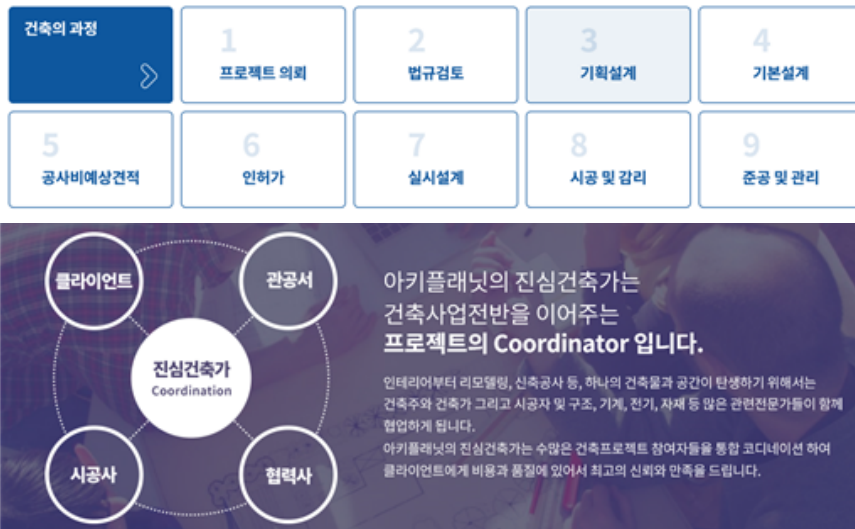 건축의 과정
1
프로젝트 의뢰
2
법규검토
3
기획설계
4
기본설계
5
공사비예상견적
6
인허가
7
실시설계
8
시공 및 감리
9
준공 및 관리
클라이언트
관공서
진심건축가
Coordination
시공사
협력사
아키플래닛의 진심건축가는
건축사업전반을 이어주는
프로젝트의 Coordinator 입니다.
인테리어부터 리모델링, 신축공사 등, 하나의 건축물과 공간이 탄생하기 위해서는
건축주와 건축가 그리고 시공자 및 구조, 기계, 전기, 자재 등 많은 관련전문가들이 함께
협업하게 됩니다.
아키플래닛의 진심건축가는 수많은 건축프로젝트 참여자들을 통합 코디네이션 하여
클라이언트에게 비용과 품질에 있어서 최고의 신뢰와 만족을 드립니다.